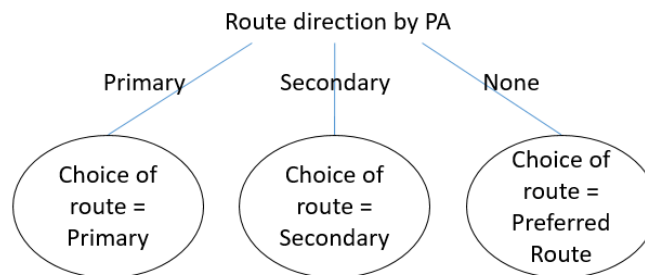 Route direction by PA
Primary
Secondary
None
Choice of
route =
Primary
Choice of
route =
Secondary
Choice of
route =
Preferred
Route